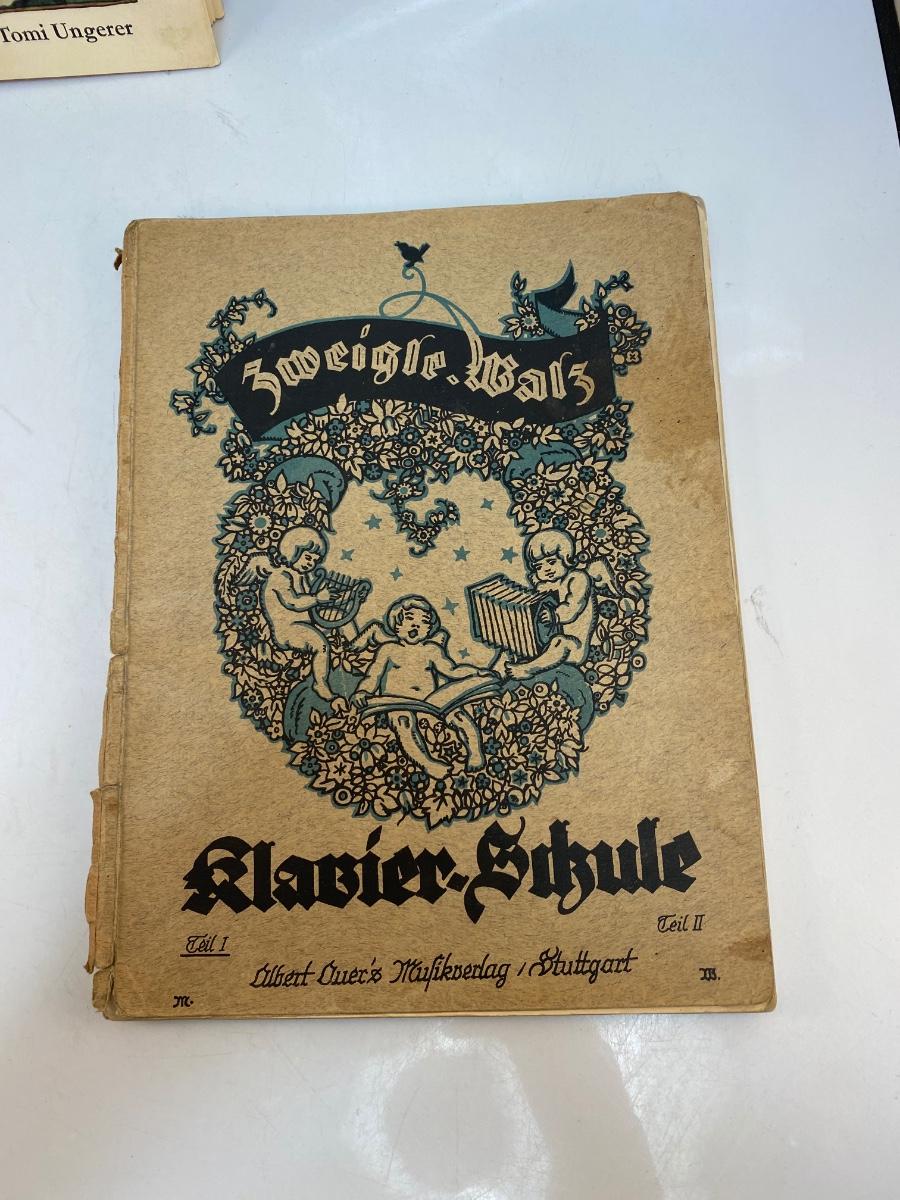 Tomi Ungerer
Zweigle-Walz
Klavier-Schule
Teil I
Teil II
Albert Auer's Musikverlag / Stuttgart
M.
W.